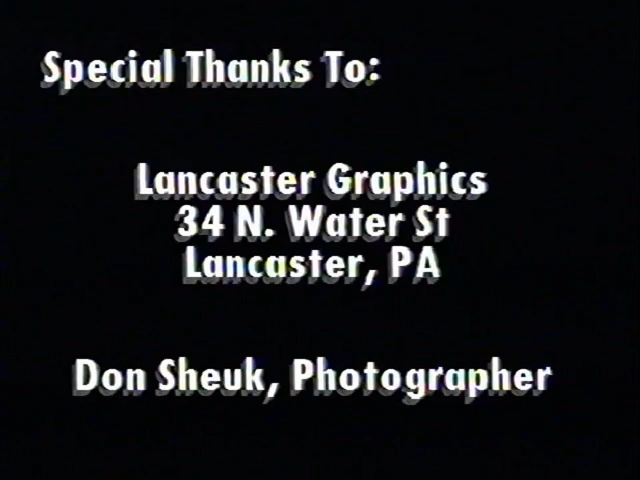 Special Thanks To:
Lancaster Graphics
34 N. Water St
Lancaster, PA
Don Sheuk, Photographer